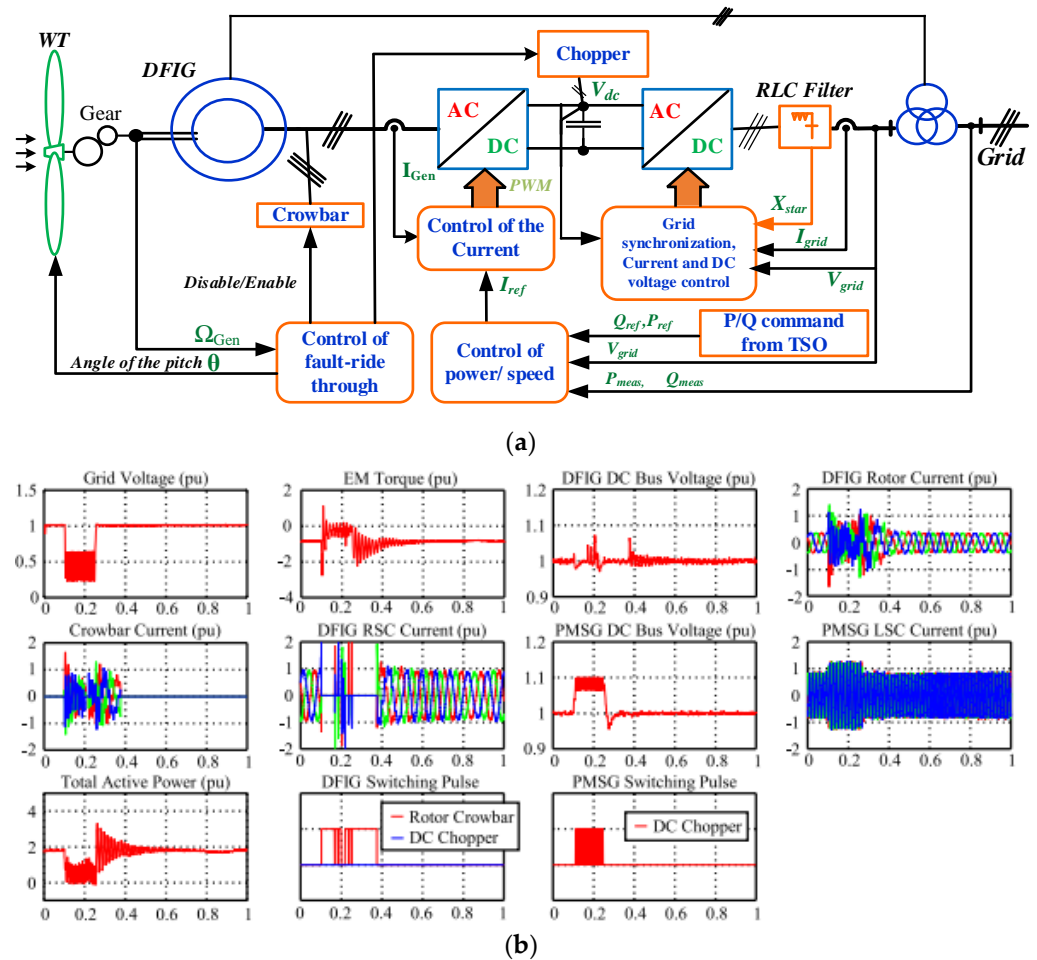 WT
DFIG
Gear
Chopper
V_dc
RLC Filter
AC
DC
AC
DC
Grid
I_Gen
PWM
Crowbar
Control of the
Current
Grid
synchronization,
Current and DC
voltage control
X_star
I_grid
V_grid
Disable/Enable
I_ref
Ω_Gen
Angle of the pitch θ
Control of
fault-ride
through
Control of
power/ speed
Q_ref,P_ref
V_grid
P_meas, Q_meas
P/Q command
from TSO
(a)
Grid Voltage (pu)
1.5
1
0.5
0
0 0.2 0.4 0.6 0.8 1
EM Torque (pu)
2
0
-2
-4
0 0.2 0.4 0.6 0.8 1
DFIG DC Bus Voltage (pu)
1.2
1.1
1
0.9
0 0.2 0.4 0.6 0.8 1
DFIG Rotor Current (pu)
2
1
0
-1
-2
0 0.2 0.4 0.6 0.8 1
Crowbar Current (pu)
2
1
0
-1
-2
0 0.2 0.4 0.6 0.8 1
DFIG RSC Current (pu)
2
1
0
-1
-2
0 0.2 0.4 0.6 0.8 1
PMSG DC Bus Voltage (pu)
1.2
1.1
1
0.9
0 0.2 0.4 0.6 0.8 1
PMSG LSC Current (pu)
2
1
0
-1
-2
0 0.2 0.4 0.6 0.8 1
Total Active Power (pu)
4
2
0
0 0.2 0.4 0.6 0.8 1
DFIG Switching Pulse
Rotor Crowbar
DC Chopper
0 0.2 0.4 0.6 0.8 1
PMSG Switching Pulse
DC Chopper
0 0.2 0.4 0.6 0.8 1
(b)